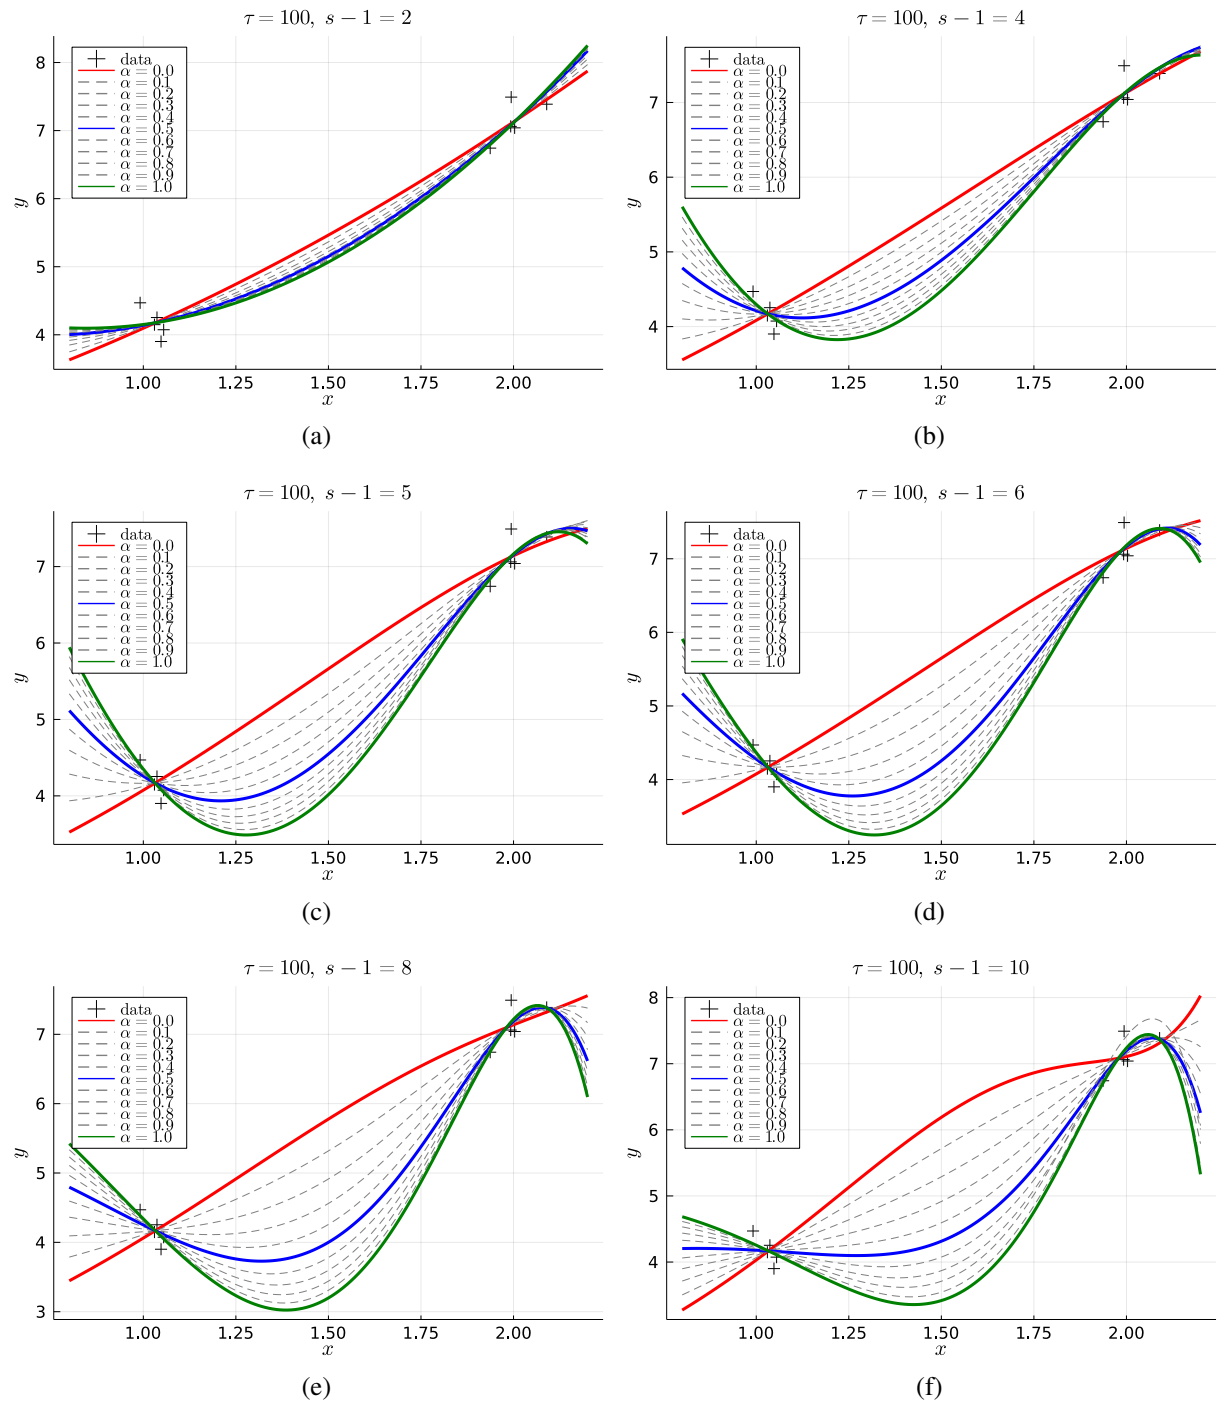 τ = 100, s − 1 = 2
data
α = 0.0
α = 0.1
α = 0.2
α = 0.3
α = 0.4
α = 0.5
α = 0.6
α = 0.7
α = 0.8
α = 0.9
α = 1.0
8
7
6
5
4
y
1.00 1.25 1.50 1.75 2.00
x
(a)
τ = 100, s − 1 = 4
data
α = 0.0
α = 0.1
α = 0.2
α = 0.3
α = 0.4
α = 0.5
α = 0.6
α = 0.7
α = 0.8
α = 0.9
α = 1.0
7
6
5
4
y
1.00 1.25 1.50 1.75 2.00
x
(b)
τ = 100, s − 1 = 5
data
α = 0.0
α = 0.1
α = 0.2
α = 0.3
α = 0.4
α = 0.5
α = 0.6
α = 0.7
α = 0.8
α = 0.9
α = 1.0
7
6
5
4
y
1.00 1.25 1.50 1.75 2.00
x
(c)
τ = 100, s − 1 = 6
data
α = 0.0
α = 0.1
α = 0.2
α = 0.3
α = 0.4
α = 0.5
α = 0.6
α = 0.7
α = 0.8
α = 0.9
α = 1.0
7
6
5
4
y
1.00 1.25 1.50 1.75 2.00
x
(d)
τ = 100, s − 1 = 8
data
α = 0.0
α = 0.1
α = 0.2
α = 0.3
α = 0.4
α = 0.5
α = 0.6
α = 0.7
α = 0.8
α = 0.9
α = 1.0
7
6
5
4
3
y
1.00 1.25 1.50 1.75 2.00
x
(e)
τ = 100, s − 1 = 10
data
α = 0.0
α = 0.1
α = 0.2
α = 0.3
α = 0.4
α = 0.5
α = 0.6
α = 0.7
α = 0.8
α = 0.9
α = 1.0
8
7
6
5
4
y
1.00 1.25 1.50 1.75 2.00
x
(f)